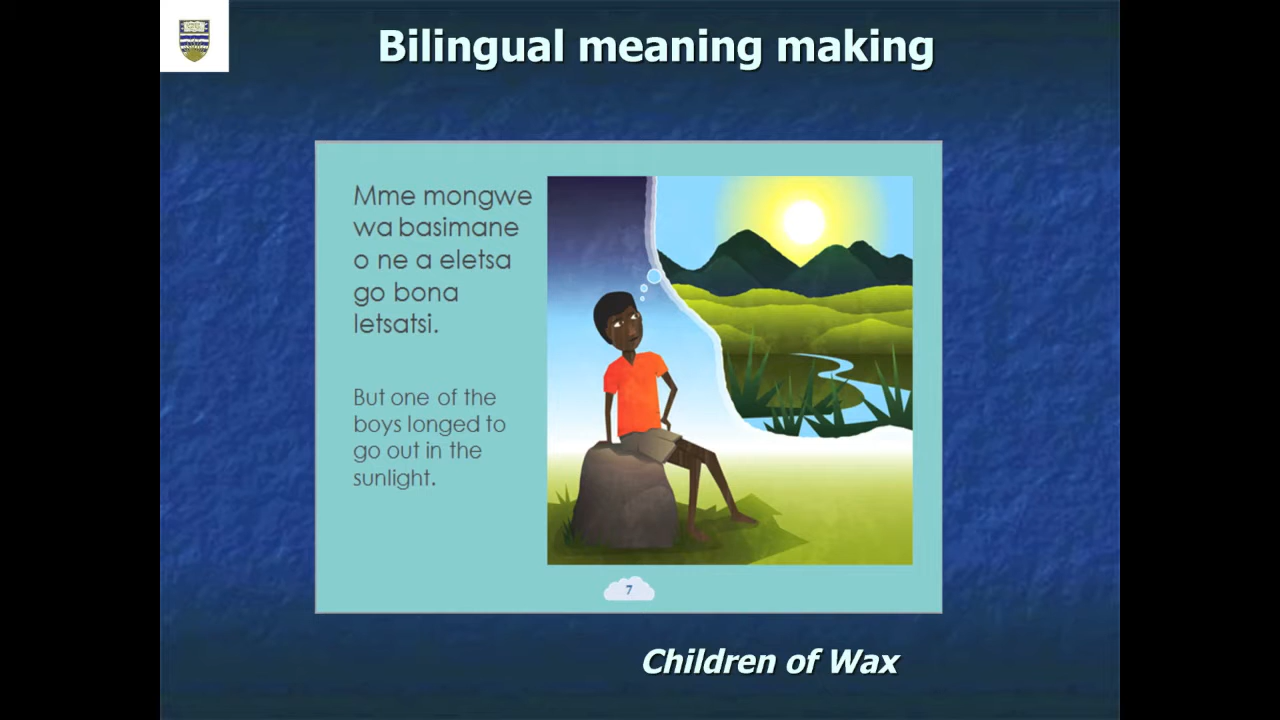 Bilingual meaning making
Mme mongwe
wa basimane
o ne a eletsa
go bona
letsatsi.
But one of the
boys longed to
go out in the
sunlight.
7
Children of Wax